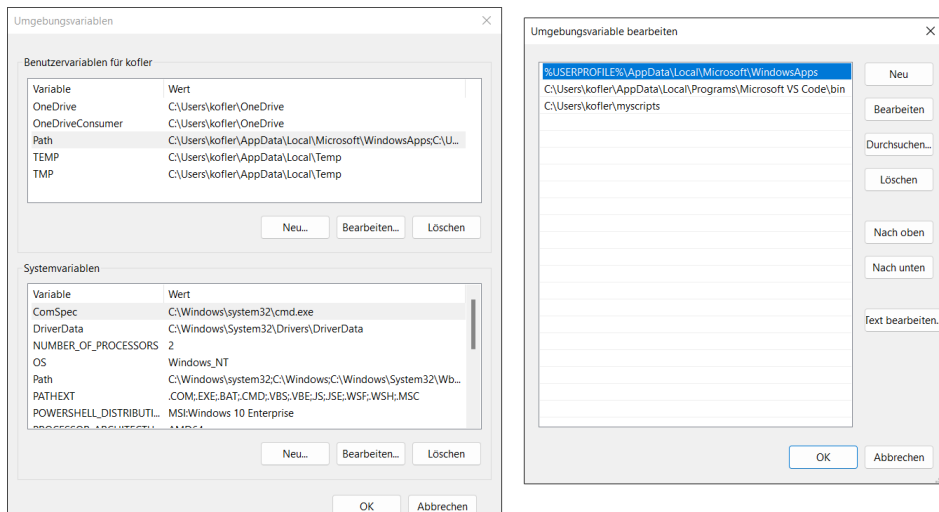 Umgebungsvariablen
Benutzervariablen für kofler
Variable Wert
OneDrive C:\Users\kofler\OneDrive
OneDriveConsumer C:\Users\kofler\OneDrive
Path C:\Users\kofler\AppData\Local\Microsoft\WindowsApps;C:\U...
TEMP C:\Users\kofler\AppData\Local\Temp
TMP C:\Users\kofler\AppData\Local\Temp
Neu... Bearbeiten... Löschen
Systemvariablen
Variable Wert
ComSpec C:\Windows\system32\cmd.exe
DriverData C:\Windows\System32\Drivers\DriverData
NUMBER_OF_PROCESSORS 2
OS Windows_NT
Path C:\Windows\system32;C:\Windows;C:\Windows\System32\Wb...
PATHEXT .COM;.EXE;.BAT;.CMD;.VBS;.VBE;.JS;.JSE;.WSF;.WSH;.MSC
POWERSHELL_DISTRIBUTI... MSI:Windows 10 Enterprise
Neu... Bearbeiten... Löschen
OK Abbrechen
Umgebungsvariable bearbeiten
%USERPROFILE%\AppData\Local\Microsoft\WindowsApps
C:\Users\kofler\AppData\Local\Programs\Microsoft VS Code\bin
C:\Users\kofler\myscripts
Neu
Bearbeiten
Durchsuchen...
Löschen
Nach oben
Nach unten
Text bearbeiten.
OK Abbrechen